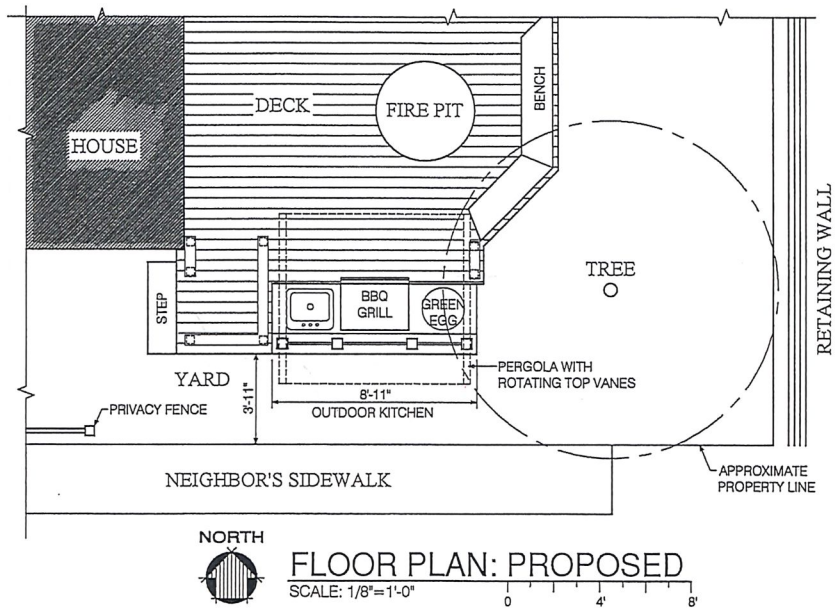 DECK
FIRE PIT
BENCH
HOUSE
RETAINING WALL
TREE
STEP
BBQ
GRILL
GREEN
EGG
PERGOLA WITH
ROTATING TOP VANES
YARD
3'-11"
8'-11"
OUTDOOR KITCHEN
PRIVACY FENCE
NEIGHBOR'S SIDEWALK
APPROXIMATE
PROPERTY LINE
NORTH
FLOOR PLAN: PROPOSED
SCALE: 1/8"=1'-0"
0 4' 8'